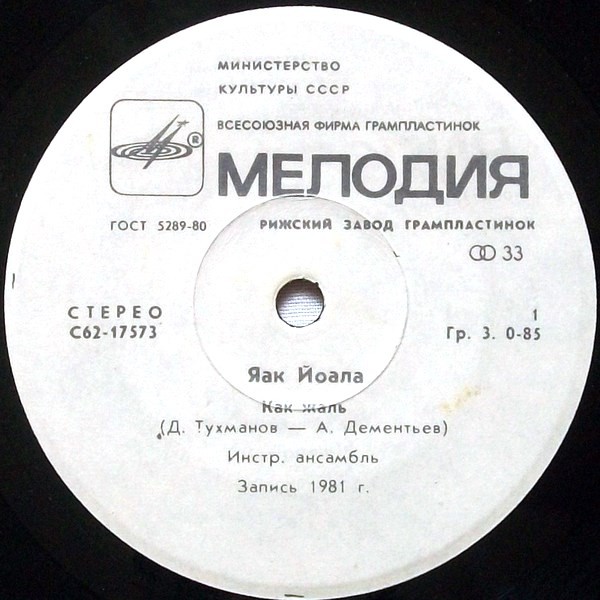 МИНИСТЕРСТВО
КУЛЬТУРЫ СССР
ВСЕСОЮЗНАЯ ФИРМА ГРАМПЛАСТИНОК
®
МЕЛОДИЯ
ГОСТ 5289-80 РИЖСКИЙ ЗАВОД ГРАМПЛАСТИНОК
33
СТЕРЕО 1
С62-17573 Гр. 3. 0-85
Яак Йоала
Как жаль
(Д. Тухманов — А. Дементьев)
Инстр. ансамбль
Запись 1981 г.